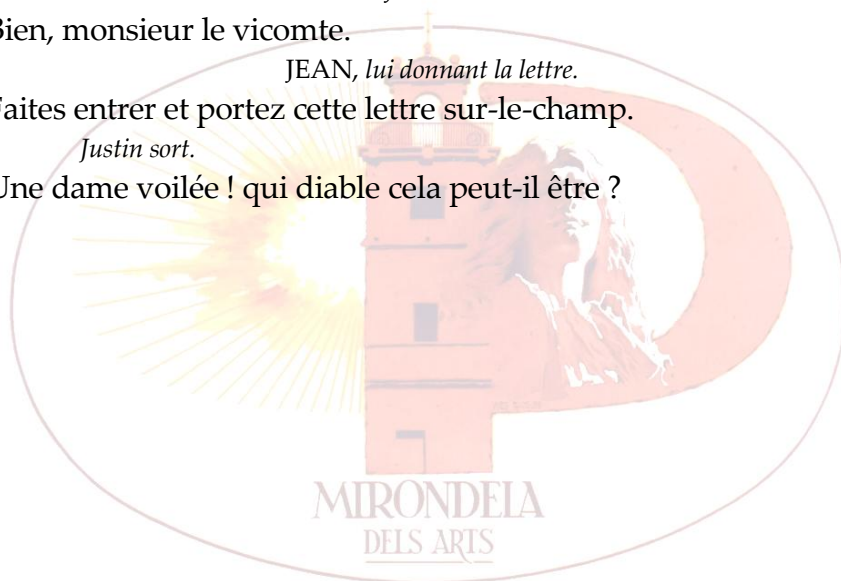 Bien, monsieur le vicomte.
JEAN, lui donnant la lettre.
Faites entrer et portez cette lettre sur-le-champ.
Justin sort.
Une dame voilée ! qui diable cela peut-il être ?
MIRONDELA
DELS ARTS